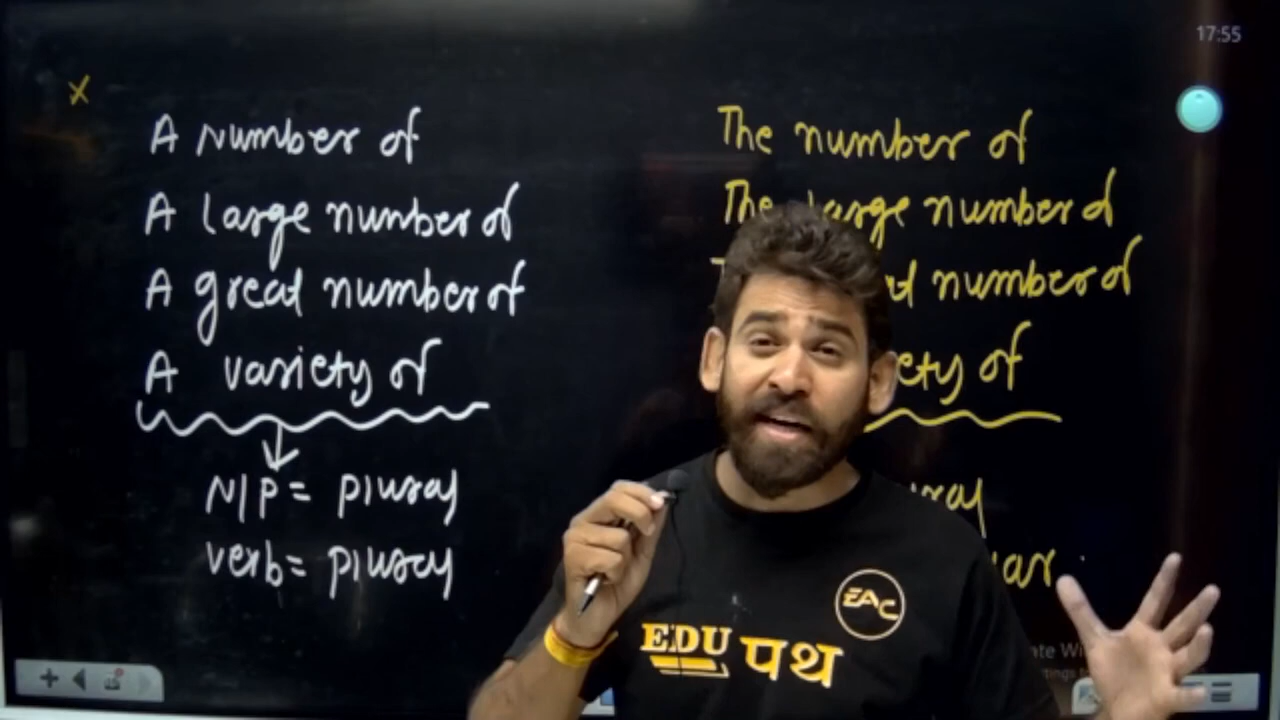 17:55
x
A Number of
A large number of
A great number of
A variety of
N/P = plural
verb = plural
The number of
The large number of
number of
of
EAC
EDU पथ